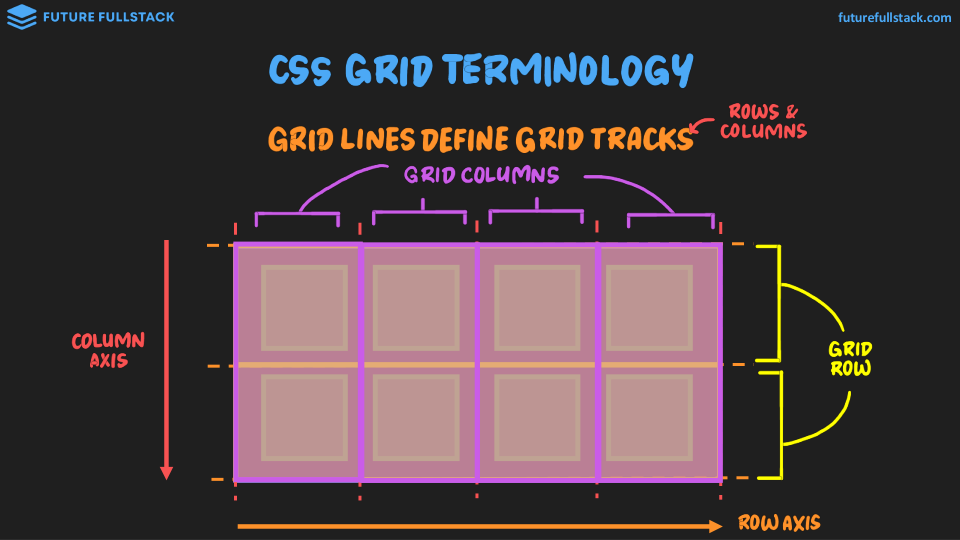 FUTURE FULLSTACK
futurefullstack.com
CSS GRID TERMINOLOGY
ROWS &
COLUMNS
GRID LINES DEFINE GRID TRACKS
GRID COLUMNS
COLUMN
AXIS
GRID
ROW
ROW AXIS